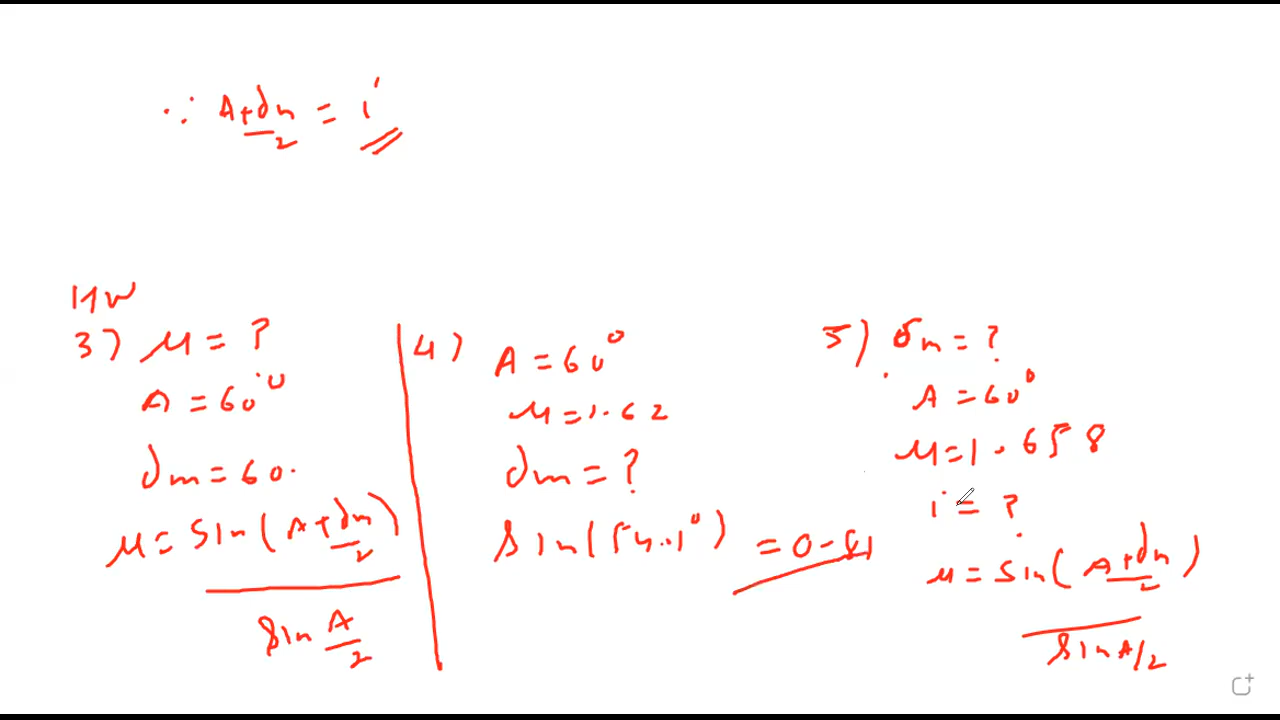 ∵ A+δm/2 = i
HW
3) μ = ?
A = 60°
δm = 60.
μ = sin(A+δm/2)
sin A/2
4) A = 60°
μ = 1.62
δm = ?
sin(54.1°) = 0.81
5) δm = ?
A = 60°
μ = 1.658
i = ?
μ = sin(A+δm/2)
sin A/2